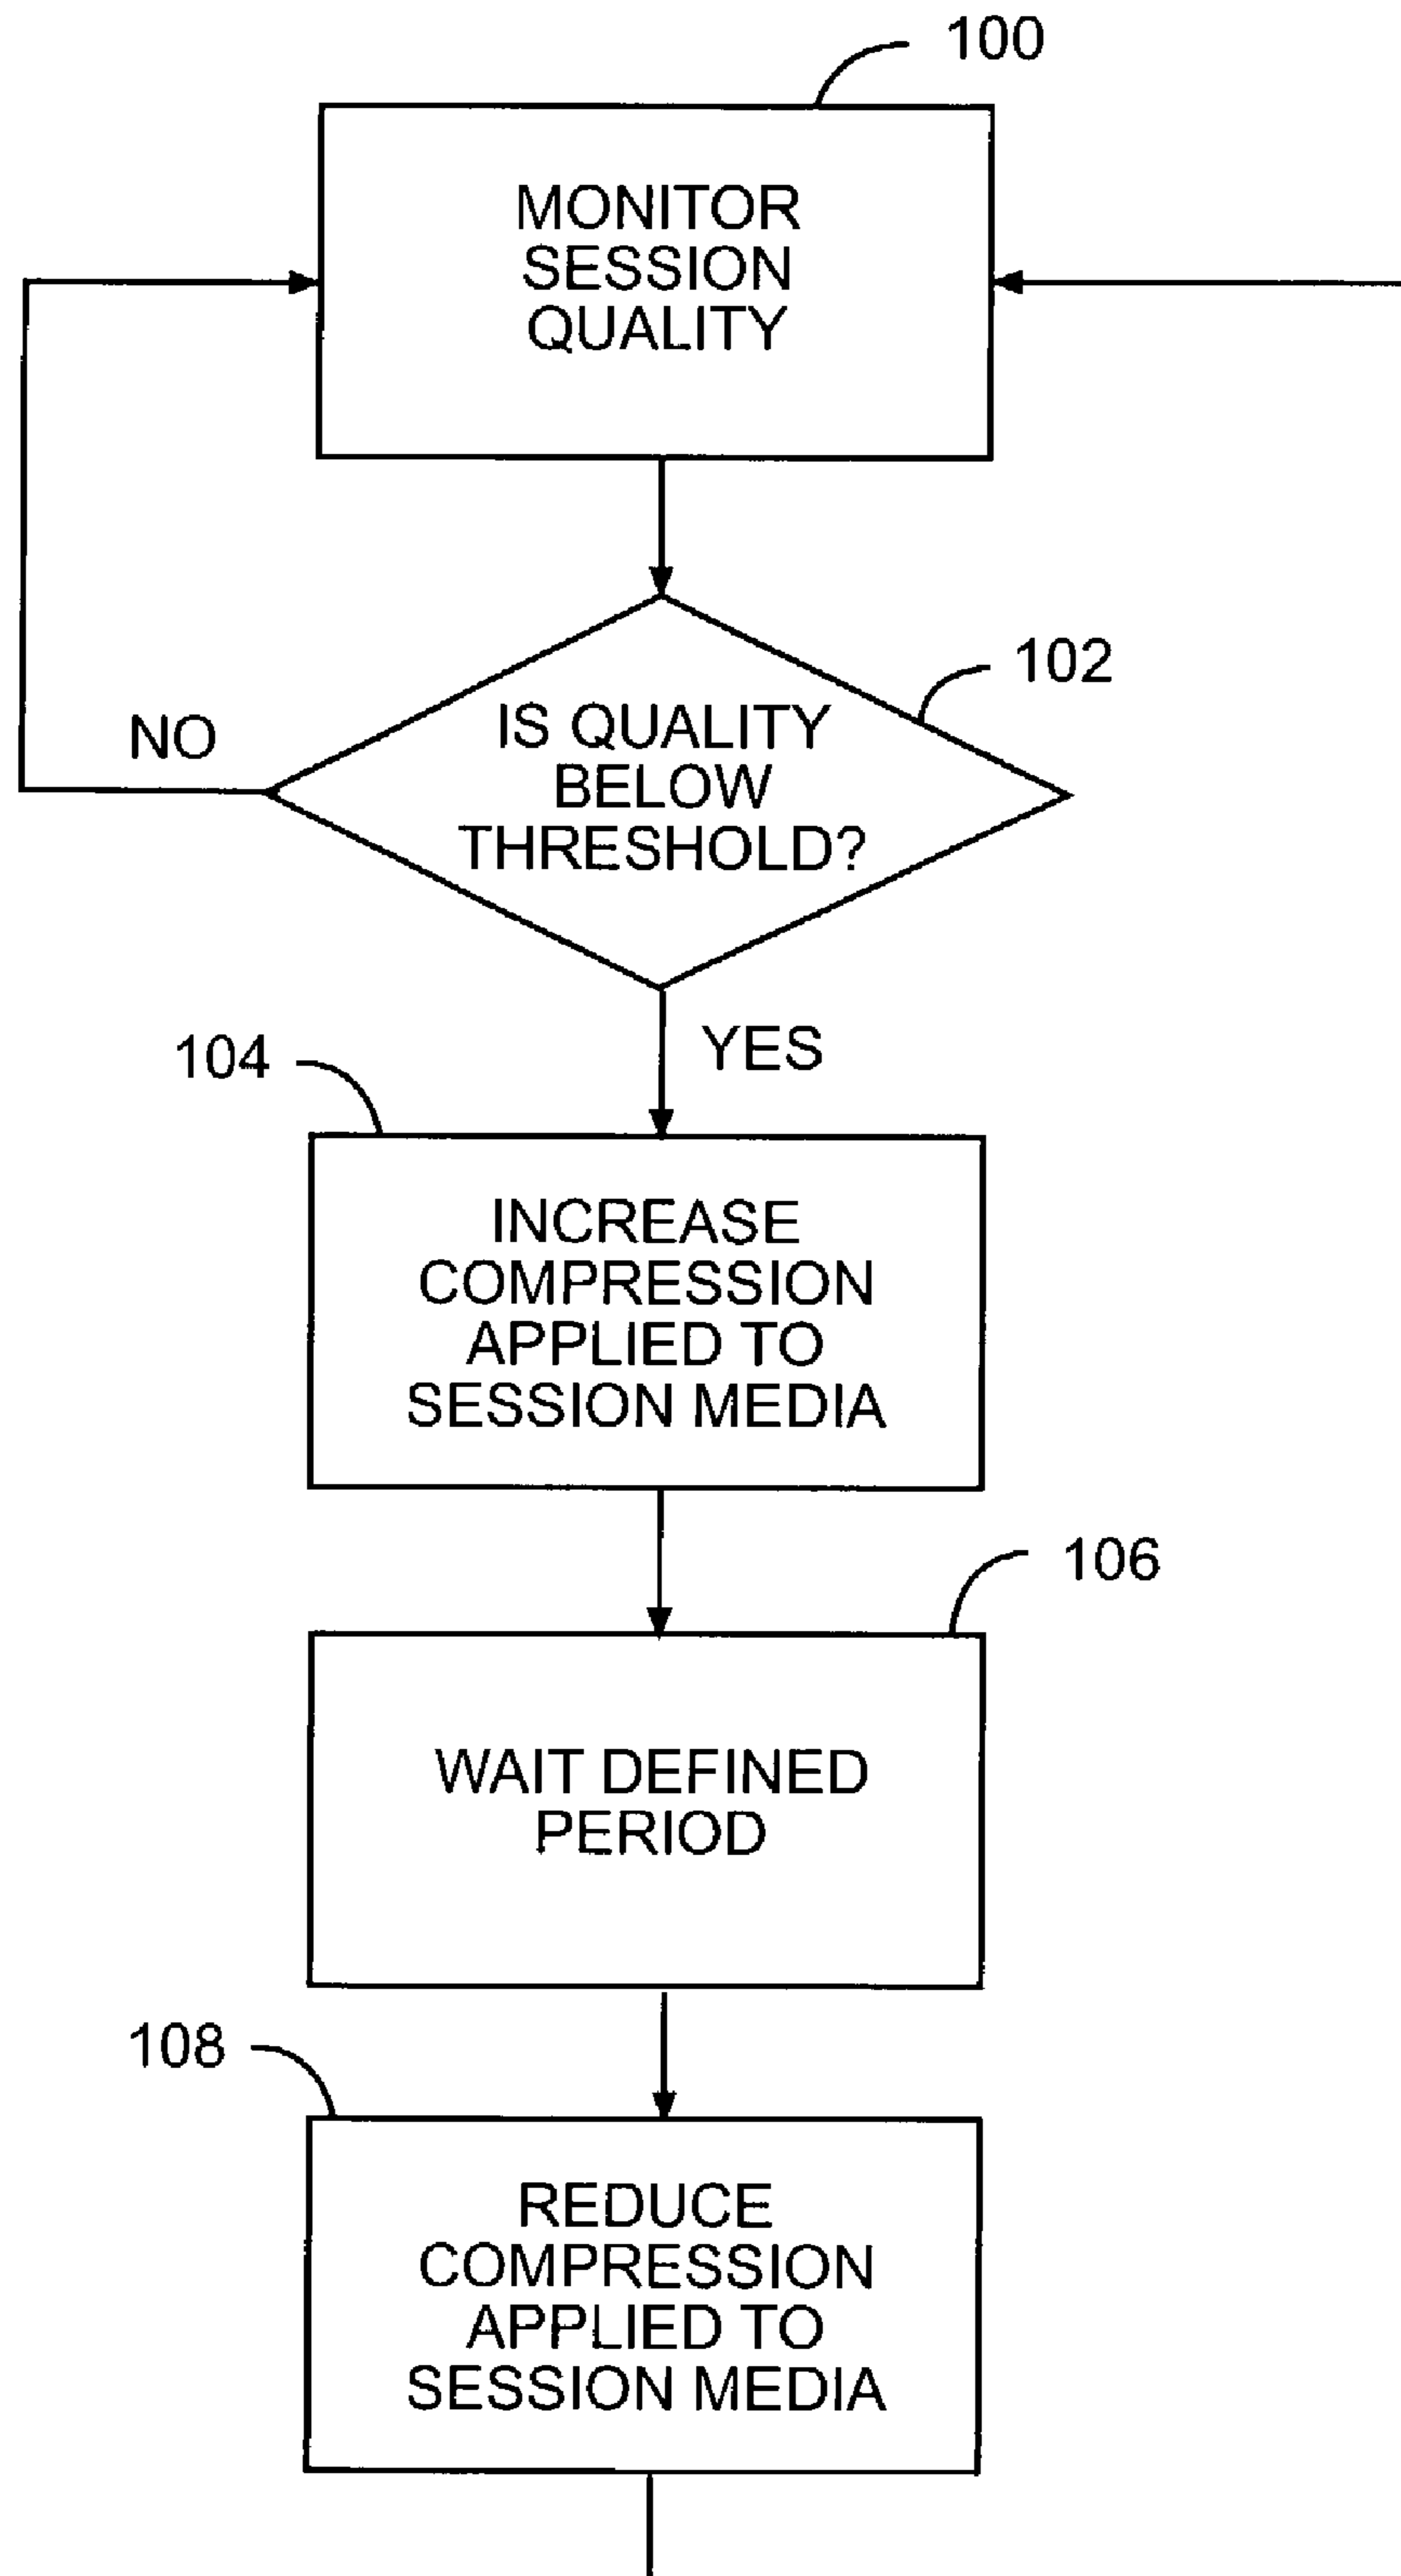 100
MONITOR
SESSION
QUALITY
102
IS QUALITY
BELOW
THRESHOLD?
NO
YES
104
INCREASE
COMPRESSION
APPLIED TO
SESSION MEDIA
106
WAIT DEFINED
PERIOD
108
REDUCE
COMPRESSION
APPLIED TO
SESSION MEDIA